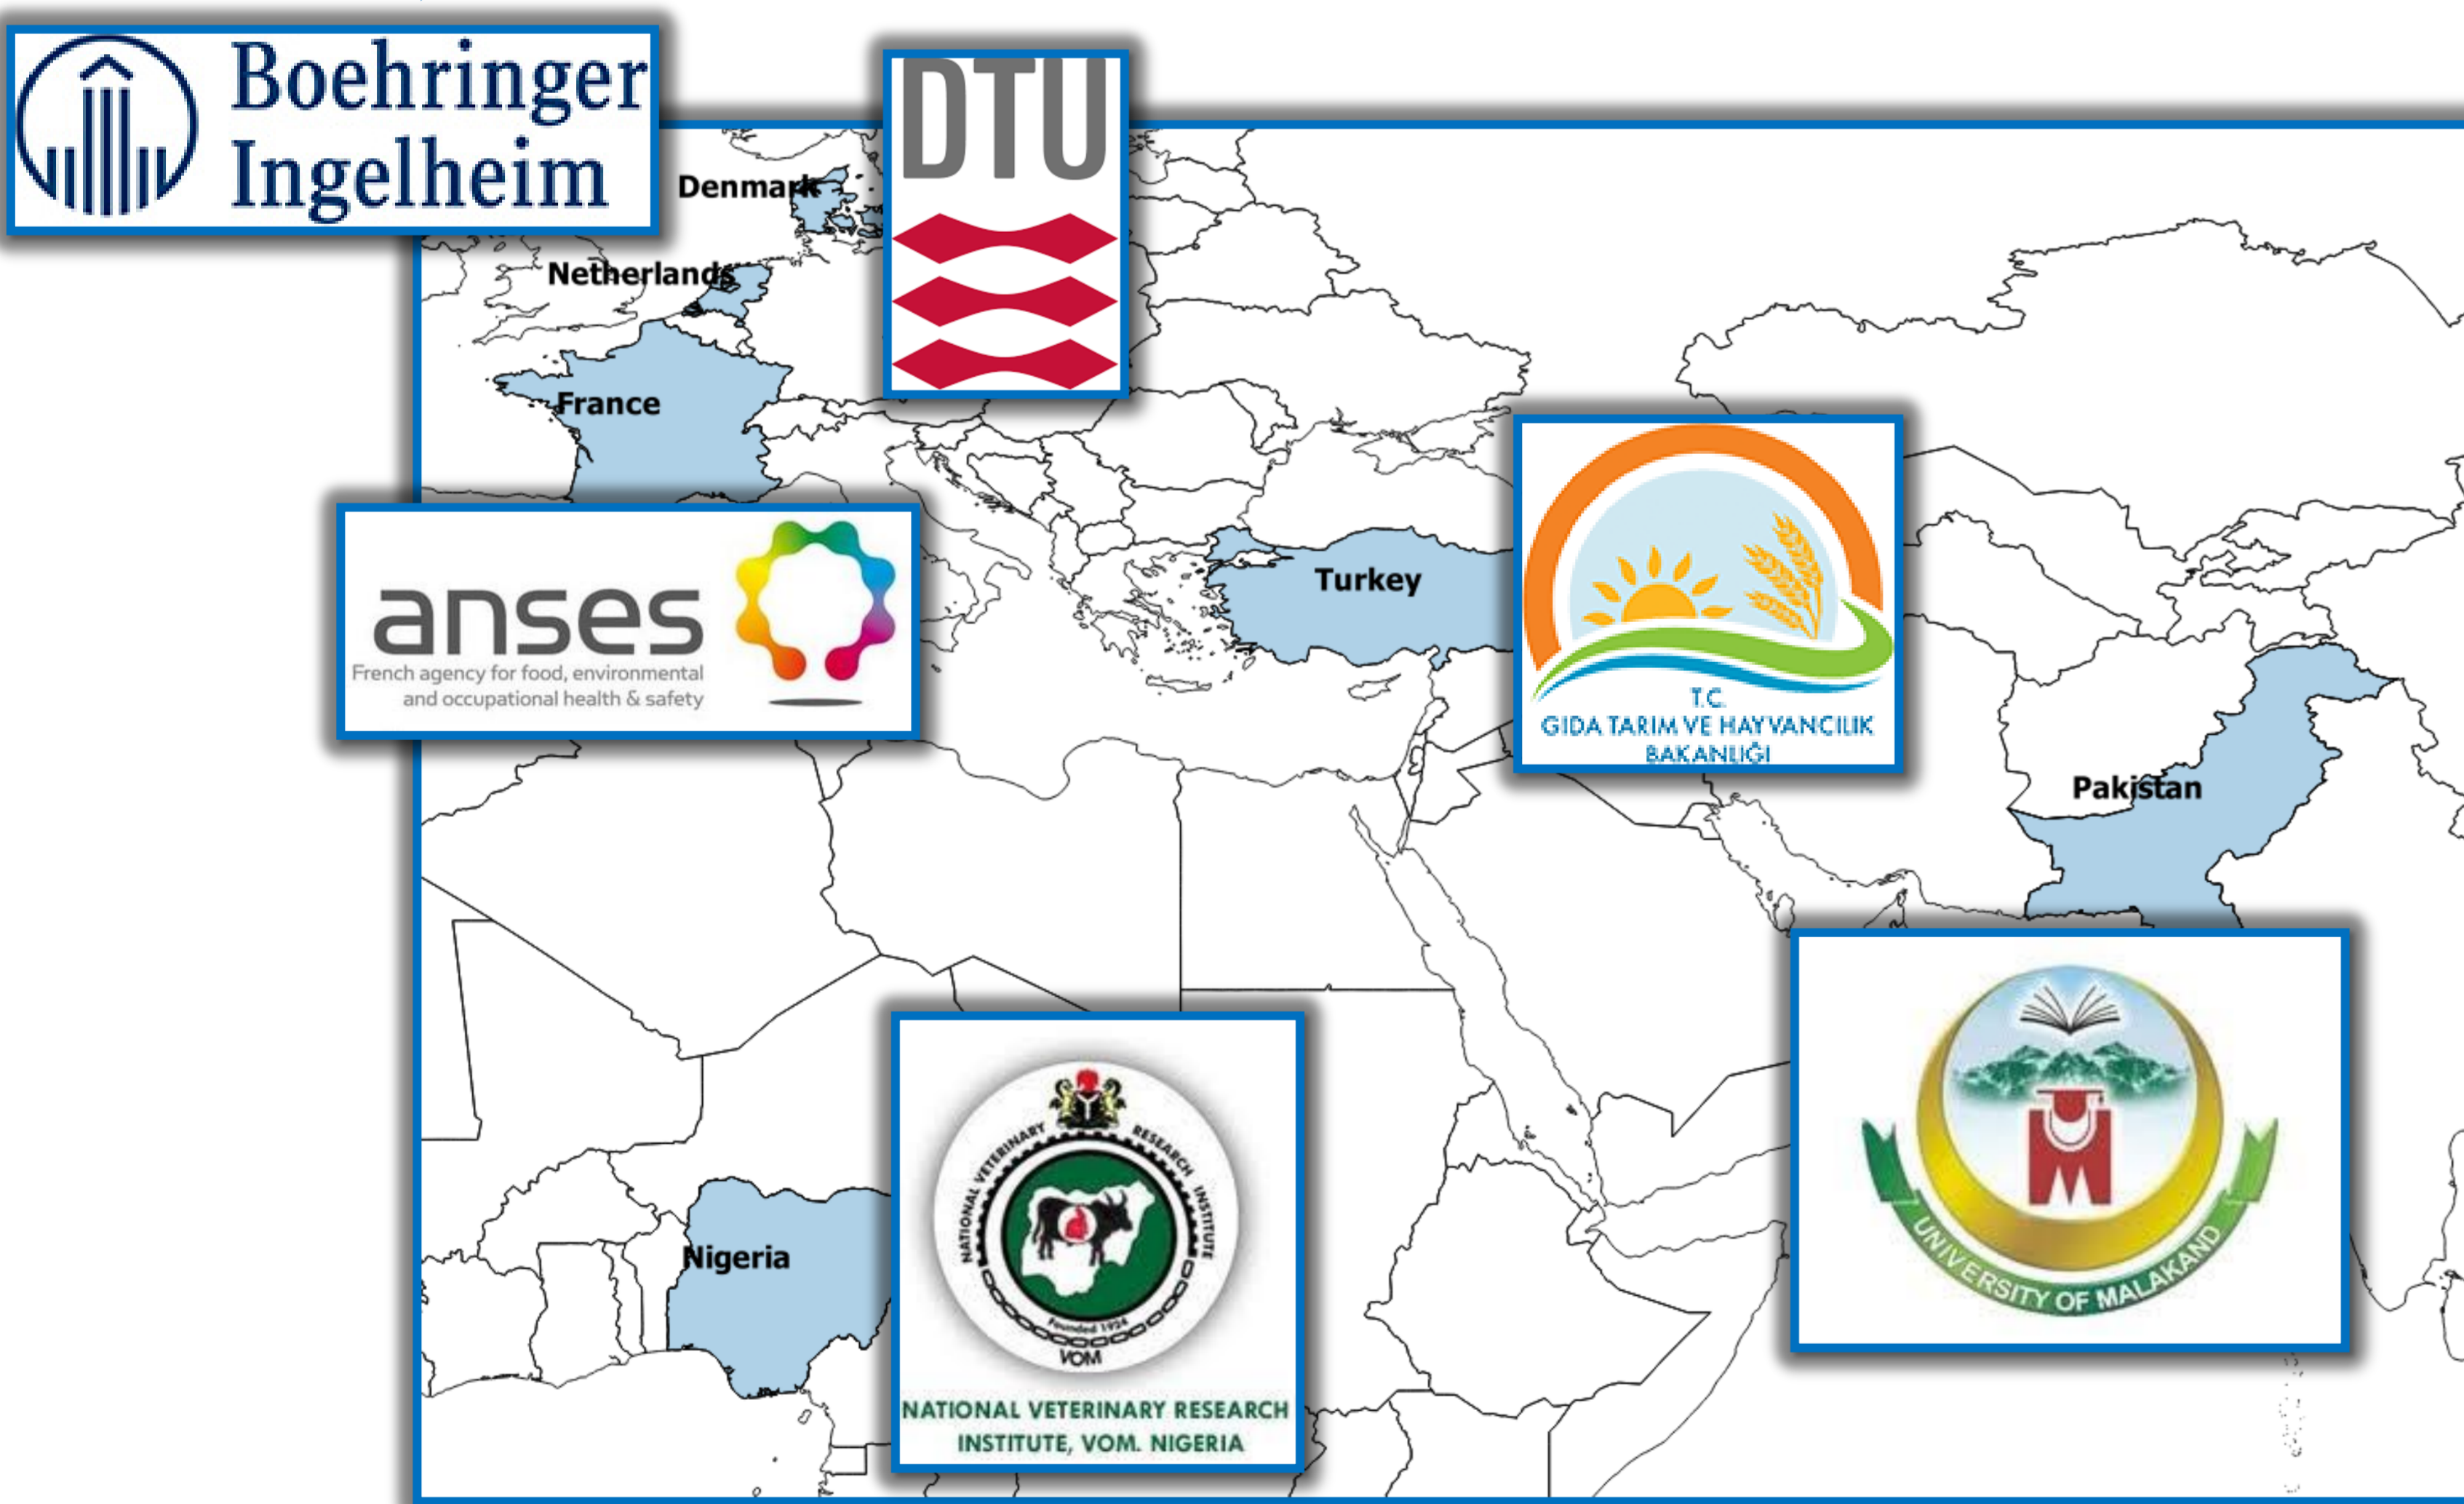 Boehringer
Ingelheim
DTU
Denmark
Netherlands
France
anses
French agency for food, environmental
and occupational health & safety
Turkey
T.C.
GIDA TARIM VE HAYVANCILIK
BAKANLIĞI
Pakistan
Nigeria
NATIONAL VETERINARY RESEARCH INSTITUTE
Founded 1924
VOM
NATIONAL VETERINARY RESEARCH
INSTITUTE, VOM. NIGERIA
UNIVERSITY OF MALAKAND